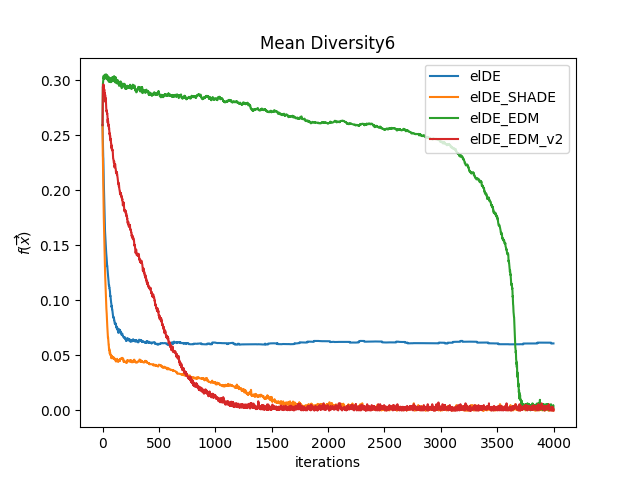 Mean Diversity6
f(x⃗)
0.30
0.25
0.20
0.15
0.10
0.05
0.00
elDE
elDE_SHADE
elDE_EDM
elDE_EDM_v2
0 500 1000 1500 2000 2500 3000 3500 4000
iterations